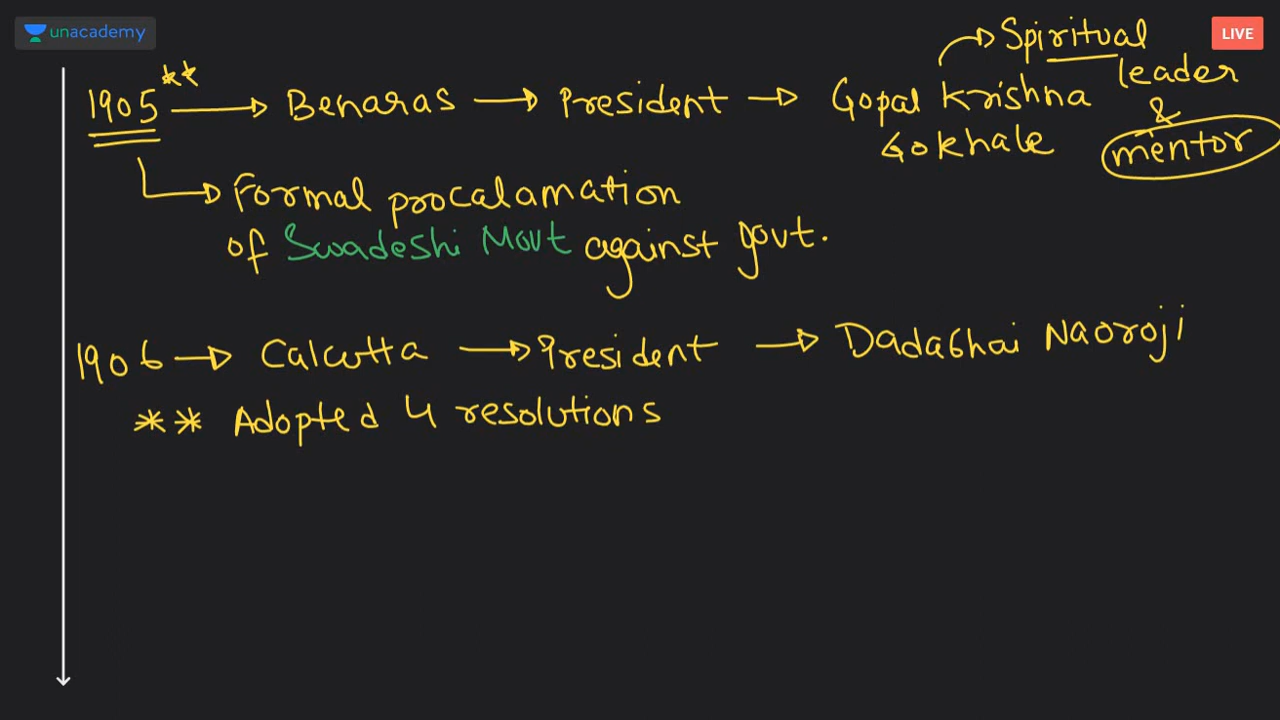 unacademy
LIVE
Spiritual
leader
&
mentor
1905** → Benaras → President → Gopal Krishna
Gokhale
Formal procalamation
of Swadeshi Movt against govt.
1906 → Calcutta → President → Dadabhai Naoroji
** Adopted 4 resolutions